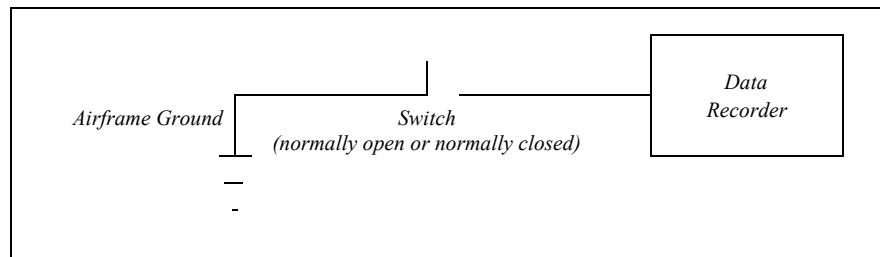 Data
Recorder
Airframe Ground
Switch
(normally open or normally closed)